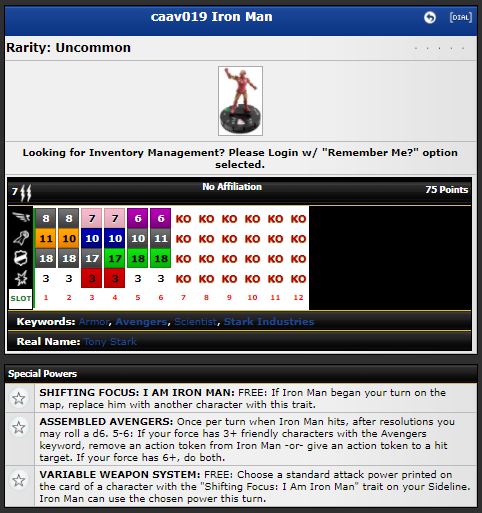 caav019 Iron Man
[DIAL]
Rarity: Uncommon
Looking for Inventory Management? Please Login w/ "Remember Me?" option
selected.
7 No Affiliation 75 Points
8 8 7 7 6 6 KO KO KO KO KO KO
11 10 10 10 10 11 KO KO KO KO KO KO
18 18 17 17 18 18 KO KO KO KO KO KO
3 3 3 3 3 3 KO KO KO KO KO KO
SLOT 1 2 3 4 5 6 7 8 9 10 11 12
Keywords: Armor, Avengers, Scientist, Stark Industries
Real Name: Tony Stark
Special Powers
SHIFTING FOCUS: I AM IRON MAN: FREE: If Iron Man began your turn on the
map, replace him with another character with this trait.
ASSEMBLED AVENGERS: Once per turn when Iron Man hits, after resolutions you
may roll a d6. 5-6: If your force has 3+ friendly characters with the Avengers
keyword, remove an action token from Iron Man -or- give an action token to a hit
target. If your force has 6+, do both.
VARIABLE WEAPON SYSTEM: FREE: Choose a standard attack power printed on
the card of a character with the "Shifting Focus: I Am Iron Man" trait on your Sideline.
Iron Man can use the chosen power this turn.